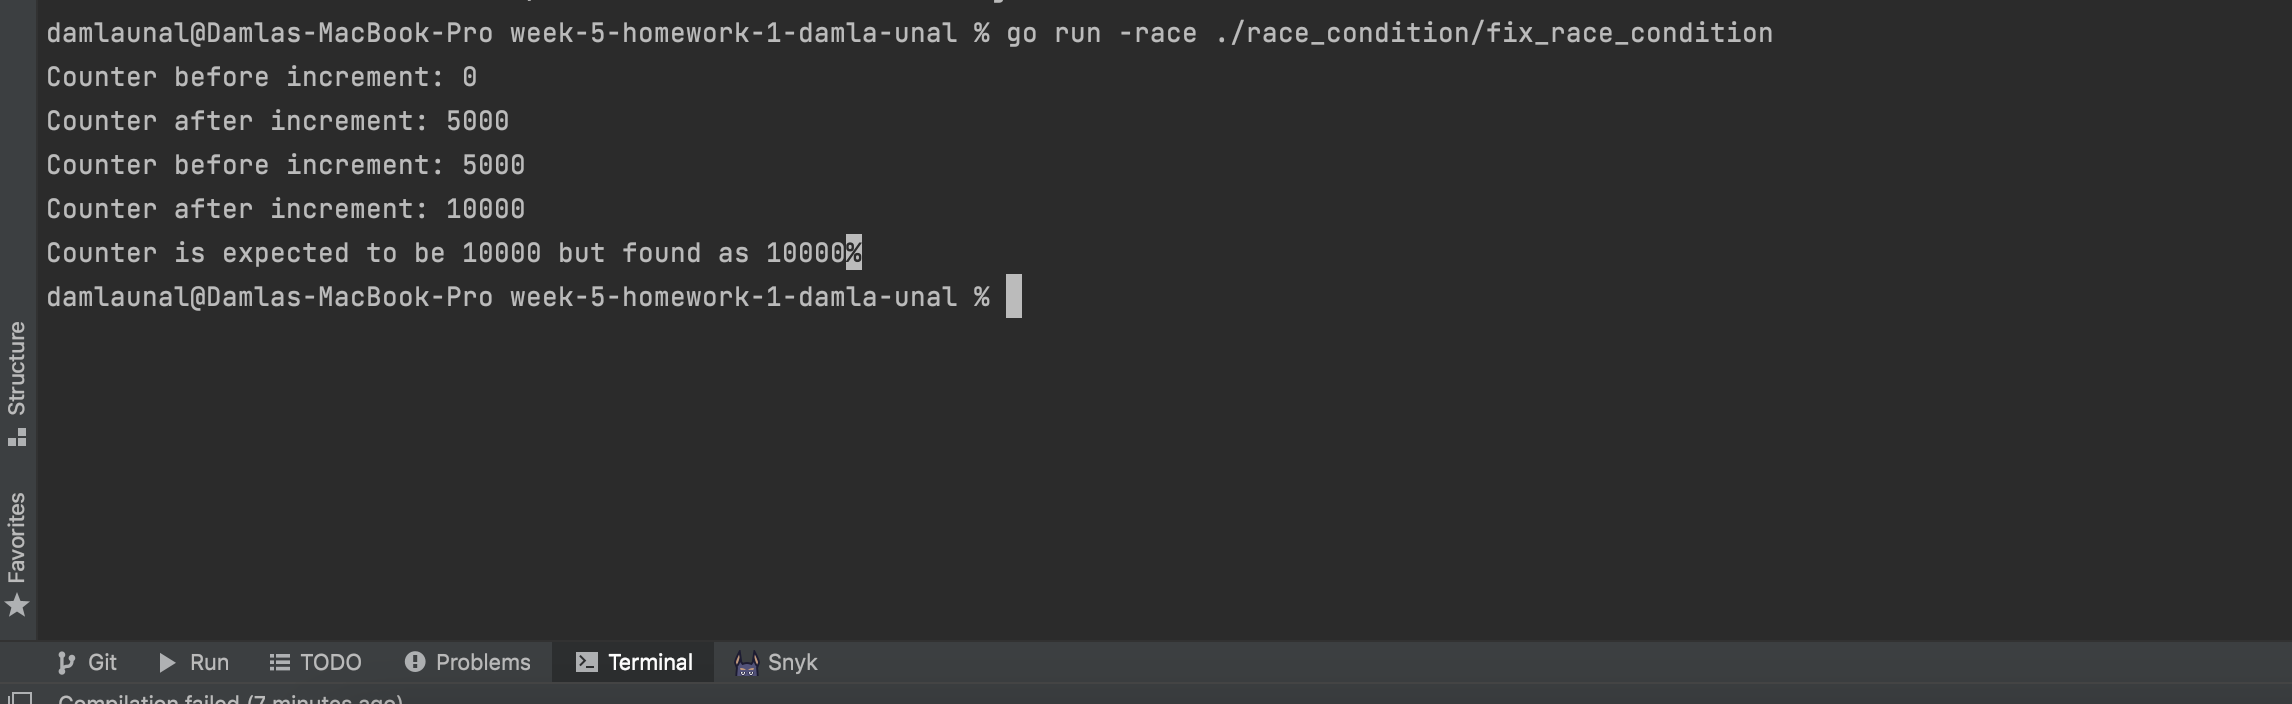 damlaunal@Damlas-MacBook-Pro week-5-homework-1-damla-unal % go run -race ./race_condition/fix_race_condition
Counter before increment: 0
Counter after increment: 5000
Counter before increment: 5000
Counter after increment: 10000
Counter is expected to be 10000 but found as 10000%
damlaunal@Damlas-MacBook-Pro week-5-homework-1-damla-unal %
Structure
Favorites
Git Run TODO Problems Terminal Snyk
Compilation failed (7 minutes ago)